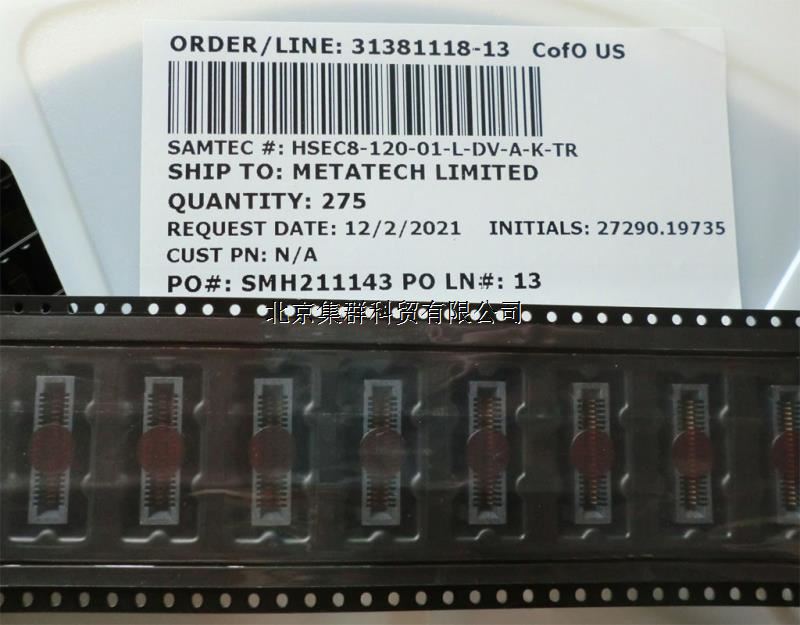 ORDER/LINE: 31381118-13 CofO US
SAMTEC #: HSEC8-120-01-L-DV-A-K-TR
SHIP TO: METATECH LIMITED
QUANTITY: 275
REQUEST DATE: 12/2/2021 INITIALS: 27290.19735
CUST PN: N/A
PO#: SMH211143 PO LN#: 13
北京集群科贸有限公司